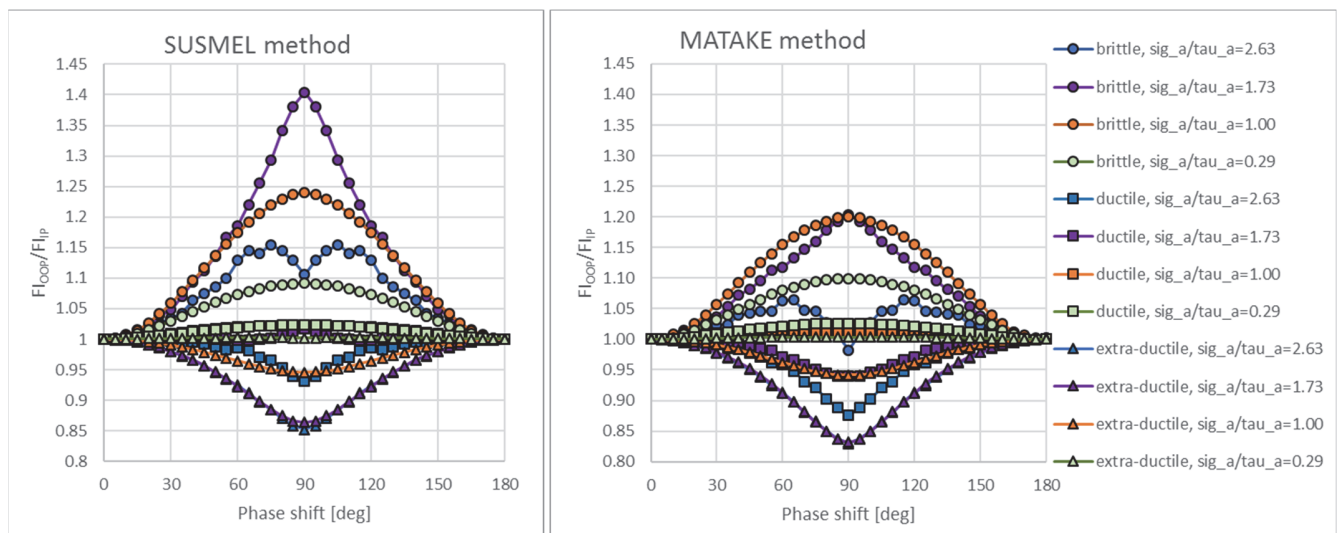 SUSMEL method
1.45
1.4
1.35
1.3
1.25
1.2
1.15
1.1
1.05
1
0.95
0.9
0.85
0.8
FIOOP/FIIP
0 30 60 90 120 150 180
Phase shift [deg]
MATAKE method
1.45
1.40
1.35
1.30
1.25
1.20
1.15
1.10
1.05
1.00
0.95
0.90
0.85
0.80
FIOOP/FIIP
0 30 60 90 120 150 180
Phase shift [deg]
brittle, sig_a/tau_a=2.63
brittle, sig_a/tau_a=1.73
brittle, sig_a/tau_a=1.00
brittle, sig_a/tau_a=0.29
ductile, sig_a/tau_a=2.63
ductile, sig_a/tau_a=1.73
ductile, sig_a/tau_a=1.00
ductile, sig_a/tau_a=0.29
extra-ductile, sig_a/tau_a=2.63
extra-ductile, sig_a/tau_a=1.73
extra-ductile, sig_a/tau_a=1.00
extra-ductile, sig_a/tau_a=0.29